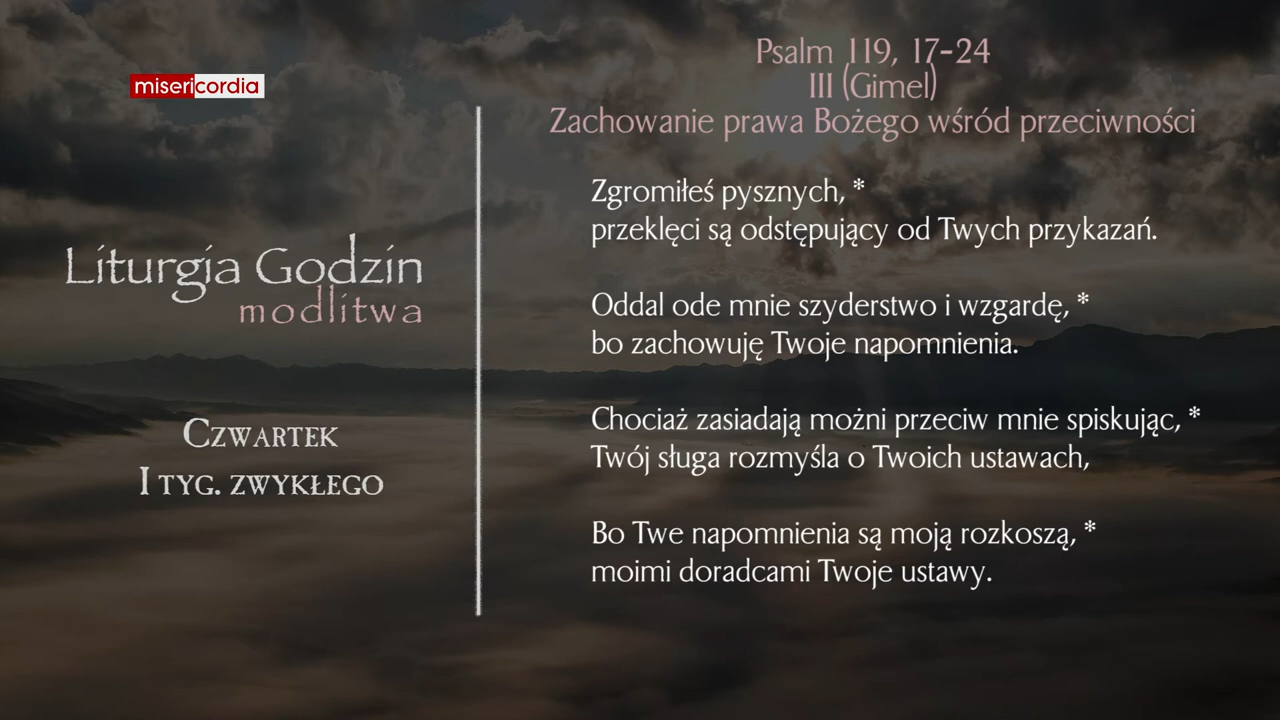 misericordia
Liturgia Godzin
modlitwa
Czwartek
I tyg. zwykłego
Psalm 119, 17-24
III (Gimel)
Zachowanie prawa Bożego wśród przeciwności
Zgromiłeś pysznych, *
przeklęci są odstępujący od Twych przykazań.
Oddal ode mnie szyderstwo i wzgardę, *
bo zachowuję Twoje napomnienia.
Chociaż zasiadają możni przeciw mnie spiskując, *
Twój sługa rozmyśla o Twoich ustawach,
Bo Twe napomnienia są moją rozkoszą, *
moimi doradcami Twoje ustawy.